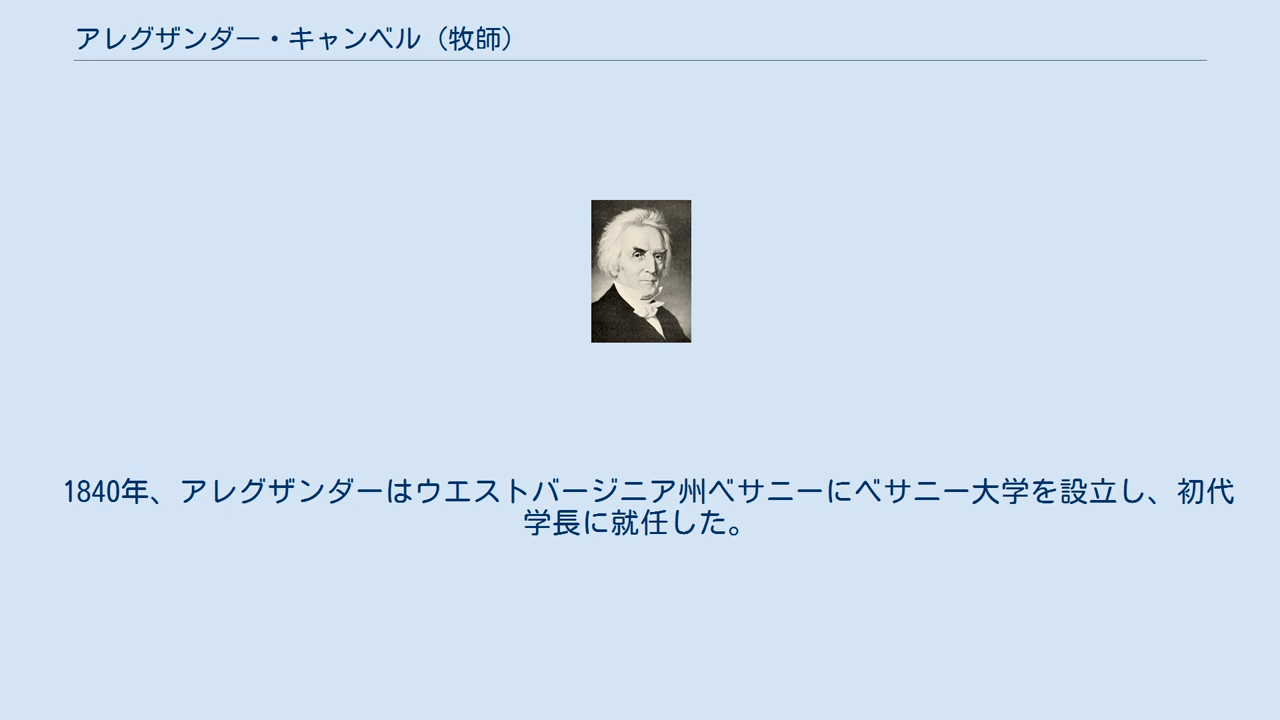 アレグザンダー・キャンベル（牧師）
1840年、アレグザンダーはウエストバージニア州ベサニーにベサニー大学を設立し、初代
学長に就任した。